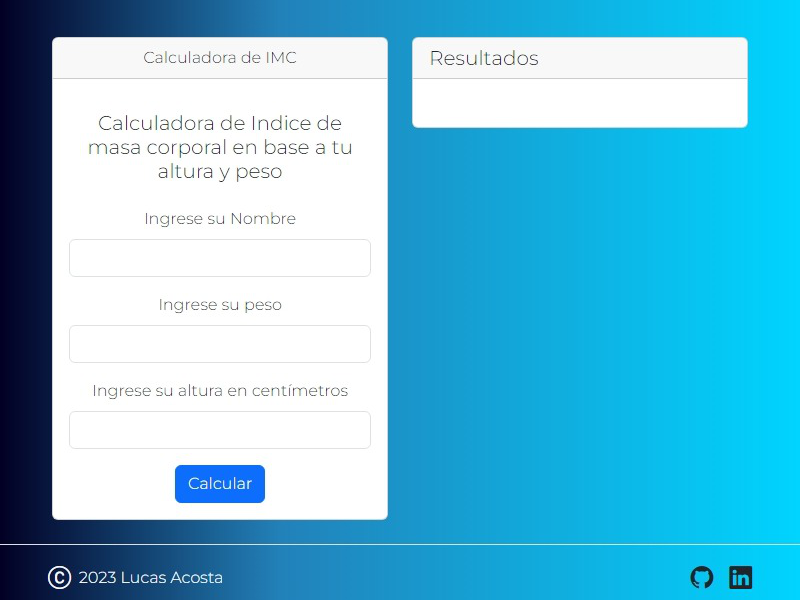 Calculadora de IMC
Calculadora de Indice de
masa corporal en base a tu
altura y peso
Ingrese su Nombre
Ingrese su peso
Ingrese su altura en centímetros
Calcular
Resultados
© 2023 Lucas Acosta